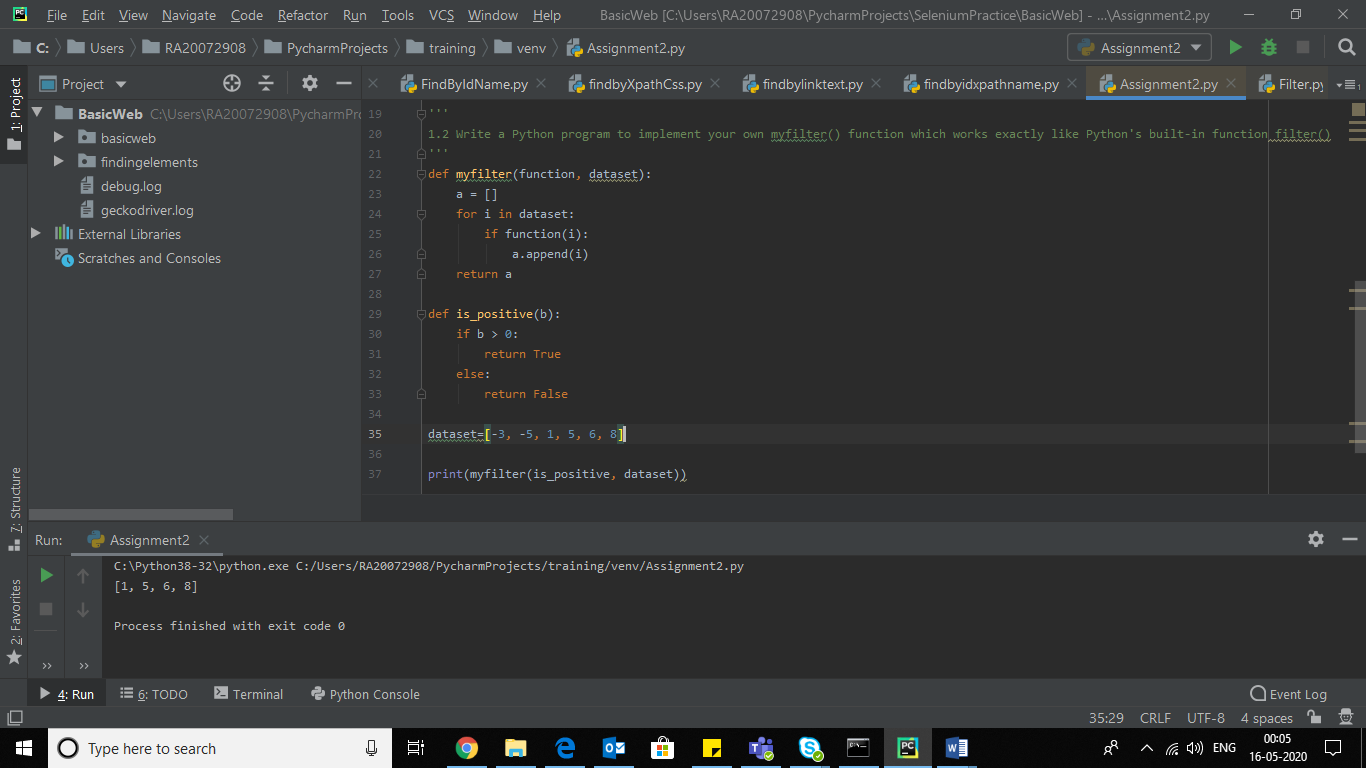 File Edit View Navigate Code Refactor Run Tools VCS Window Help BasicWeb [C:\Users\RA20072908\PycharmProjects\SeleniumPractice\BasicWeb] - ...\Assignment2.py
C: Users RA20072908 PycharmProjects training venv Assignment2.py Assignment2
1: Project
Project
FindByIdName.py findbyXpathCss.py findbylinktext.py findbyidxpathname.py Assignment2.py Filter.py
BasicWeb C:\Users\RA20072908\PycharmPr
basicweb
findingelements
debug.log
geckodriver.log
External Libraries
Scratches and Consoles
19 '''
20 1.2 Write a Python program to implement your own myfilter() function which works exactly like Python's built-in function filter()
21 '''
22 def myfilter(function, dataset):
23 a = []
24 for i in dataset:
25 if function(i):
26 a.append(i)
27 return a
28
29 def is_positive(b):
30 if b > 0:
31 return True
32 else:
33 return False
34
35 dataset=[-3, -5, 1, 5, 6, 8]
36
37 print(myfilter(is_positive, dataset))
7: Structure
2: Favorites
Run: Assignment2
C:\Python38-32\python.exe C:/Users/RA20072908/PycharmProjects/training/venv/Assignment2.py
[1, 5, 6, 8]
Process finished with exit code 0
4: Run 6: TODO Terminal Python Console Event Log
35:29 CRLF UTF-8 4 spaces
Type here to search
ENG
00:05
16-05-2020